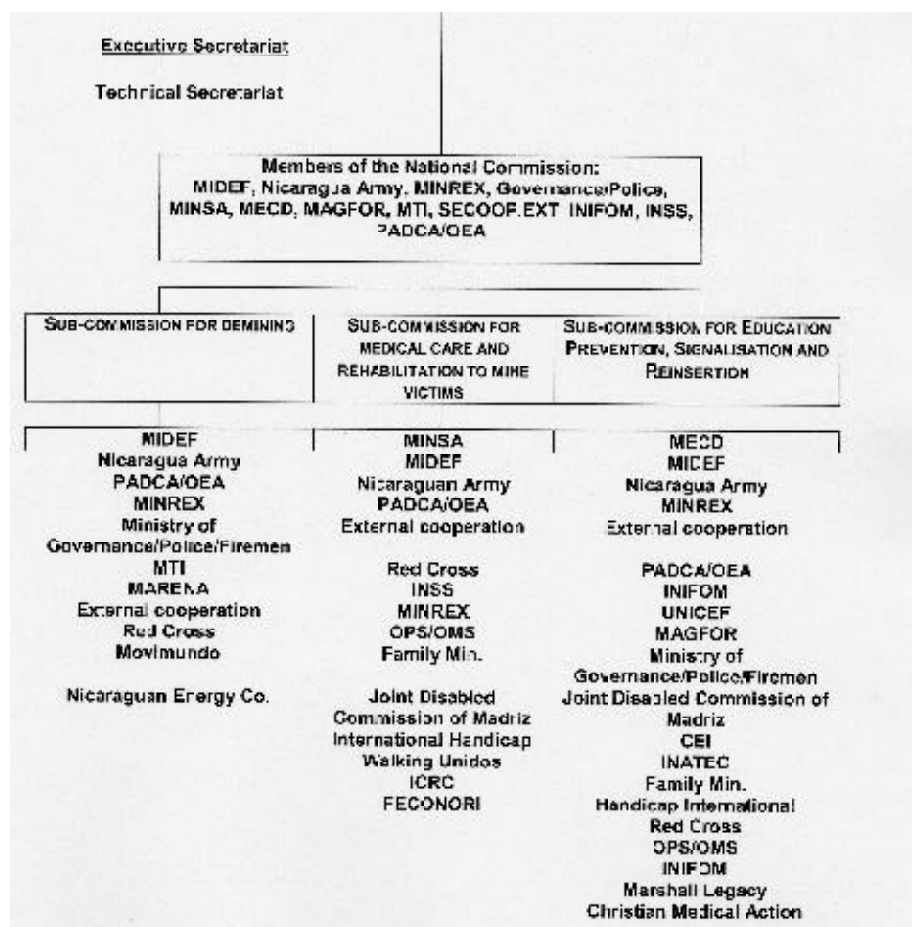 Executive Secretariat
Technical Secretariat
Members of the National Commission:
MIDEF, Nicaragua Army, MINREX, Governance/Police,
MINSA, MECD, MAGFOR, MTI, SECOOP.EXT INIFOM, INSS,
PADCA/OEA
SUB-COMMISSION FOR DEMINING
SUB-COMMISSION FOR
MEDICAL CARE AND
REHABILITATION TO MINE
VICTIMS
SUB-COMMISSION FOR EDUCATION
PREVENTION, SIGNALISATION AND
REINSERTION
MIDEF
Nicaragua Army
PADCA/OEA
MINREX
Ministry of
Governance/Police/Firemen
MTI
MARENA
External cooperation
Red Cross
Movimundo
Nicaraguan Energy Co.
MINSA
MIDEF
Nicaraguan Army
PADCA/OEA
External cooperation
Red Cross
INSS
MINREX
OPS/OMS
Family Min.
Joint Disabled
Commission of Madriz
International Handicap
Walking Unidos
ICRC
FECONORI
MECD
MIDEF
Nicaragua Army
MINREX
External cooperation
PADCA/OEA
INIFOM
UNICEF
MAGFOR
Ministry of
Governance/Police/Firemen
Joint Disabled Commission of
Madriz
CEI
INATEC
Family Min.
Handicap International
Red Cross
OPS/OMS
INIFOM
Marshall Legacy
Christian Medical Action